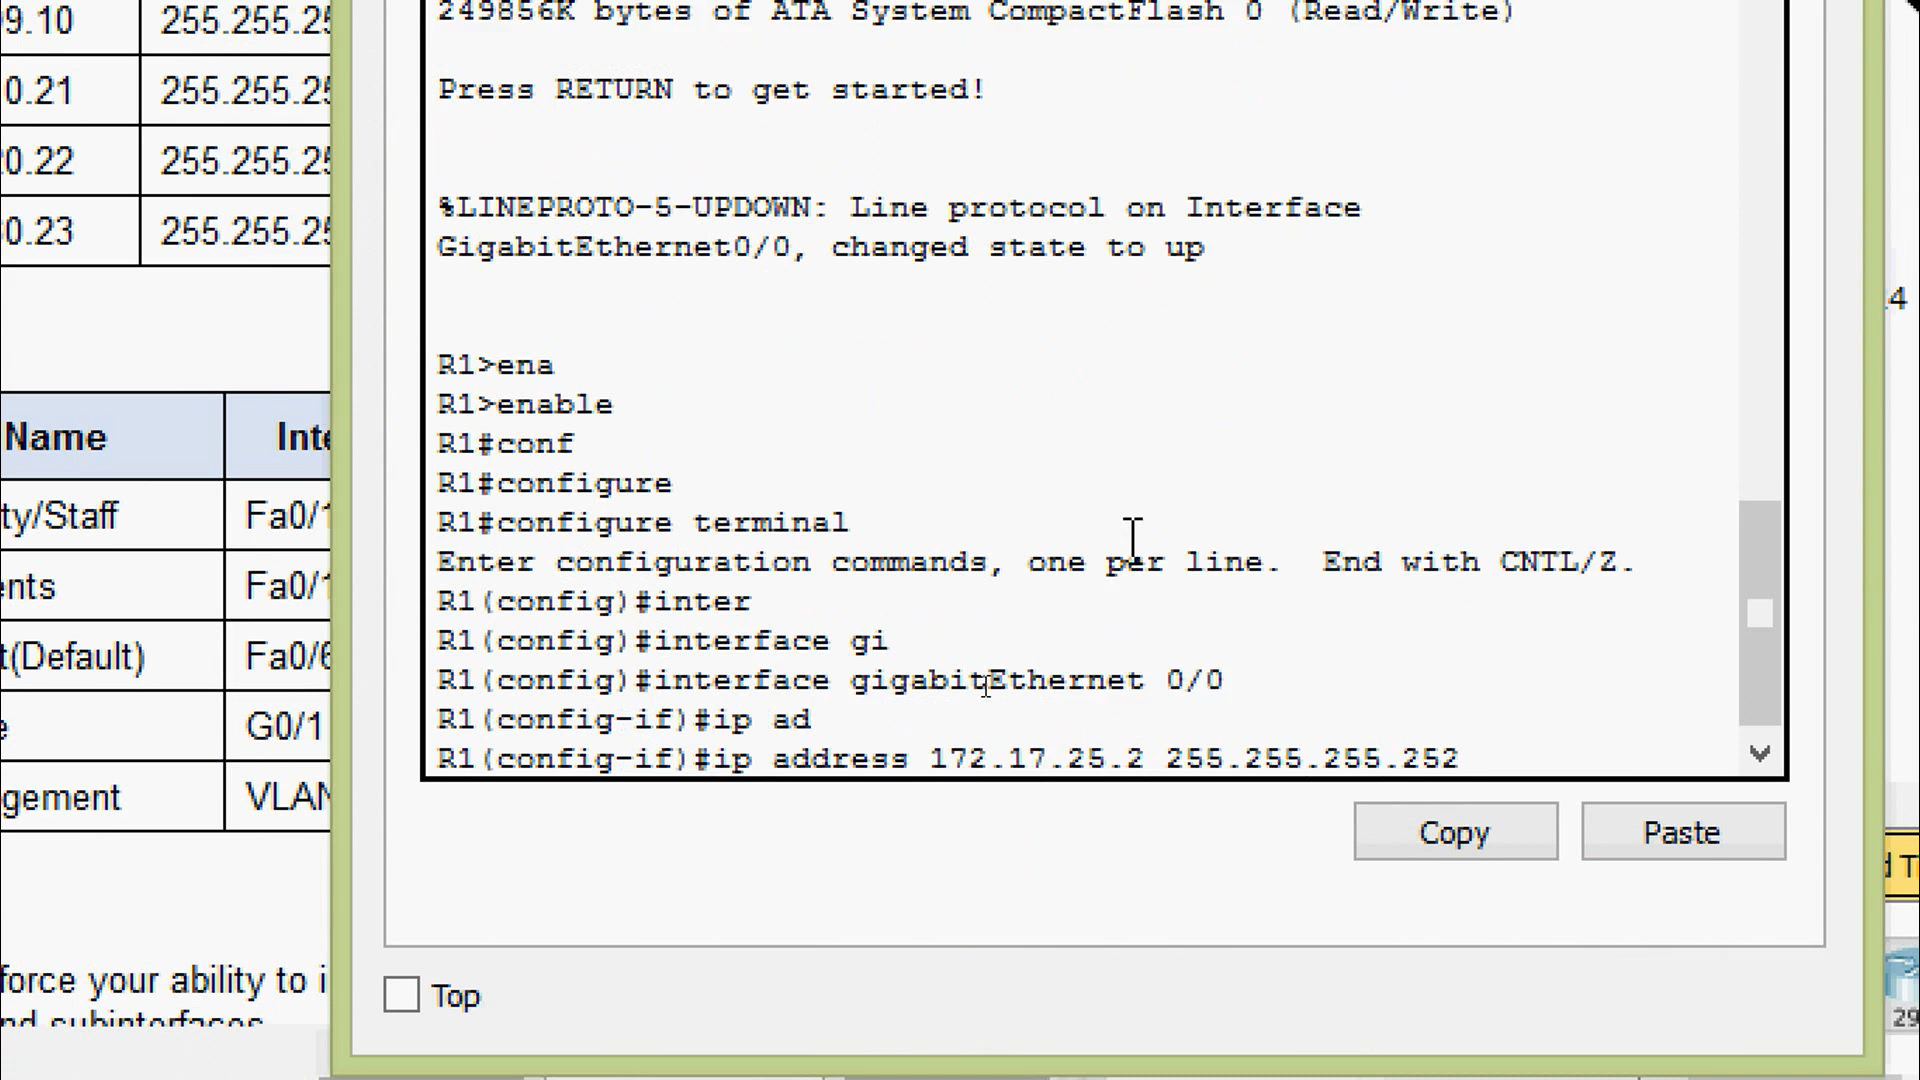 9.10 255.255.25
0.21 255.255.25
0.22 255.255.25
0.23 255.255.25
Name Inte
ty/Staff Fa0/1
ents Fa0/1
t(Default) Fa0/6
e G0/1
gement VLAN
force your ability to i
nd subinterfaces
249856K bytes of ATA System CompactFlash 0 (Read/Write)
Press RETURN to get started!
%LINEPROTO-5-UPDOWN: Line protocol on Interface
GigabitEthernet0/0, changed state to up
R1>ena
R1>enable
R1#conf
R1#configure
R1#configure terminal
Enter configuration commands, one per line.  End with CNTL/Z.
R1(config)#inter
R1(config)#interface gi
R1(config)#interface gigabitEthernet 0/0
R1(config-if)#ip ad
R1(config-if)#ip address 172.17.25.2 255.255.255.252
Copy Paste
Top
.4
d T
29